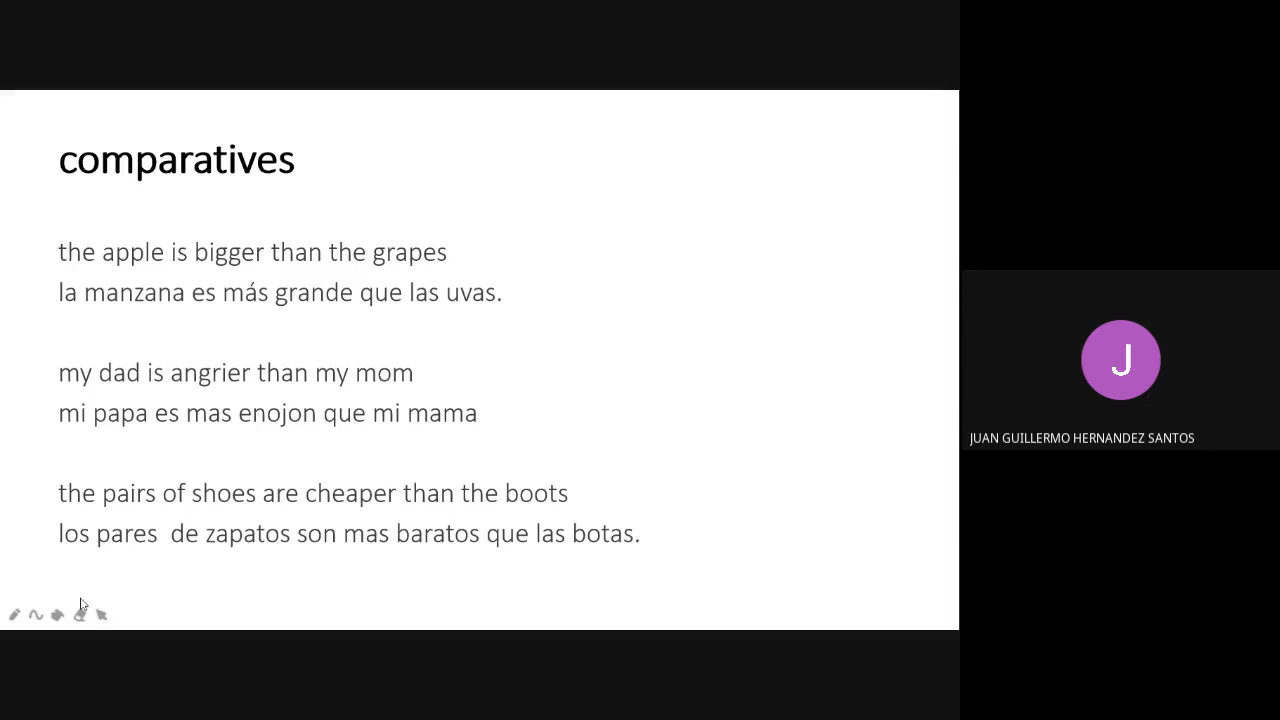 comparatives
the apple is bigger than the grapes
la manzana es más grande que las uvas.
my dad is angrier than my mom
mi papa es mas enojon que mi mama
the pairs of shoes are cheaper than the boots
los pares  de zapatos son mas baratos que las botas.
J
JUAN GUILLERMO HERNANDEZ SANTOS